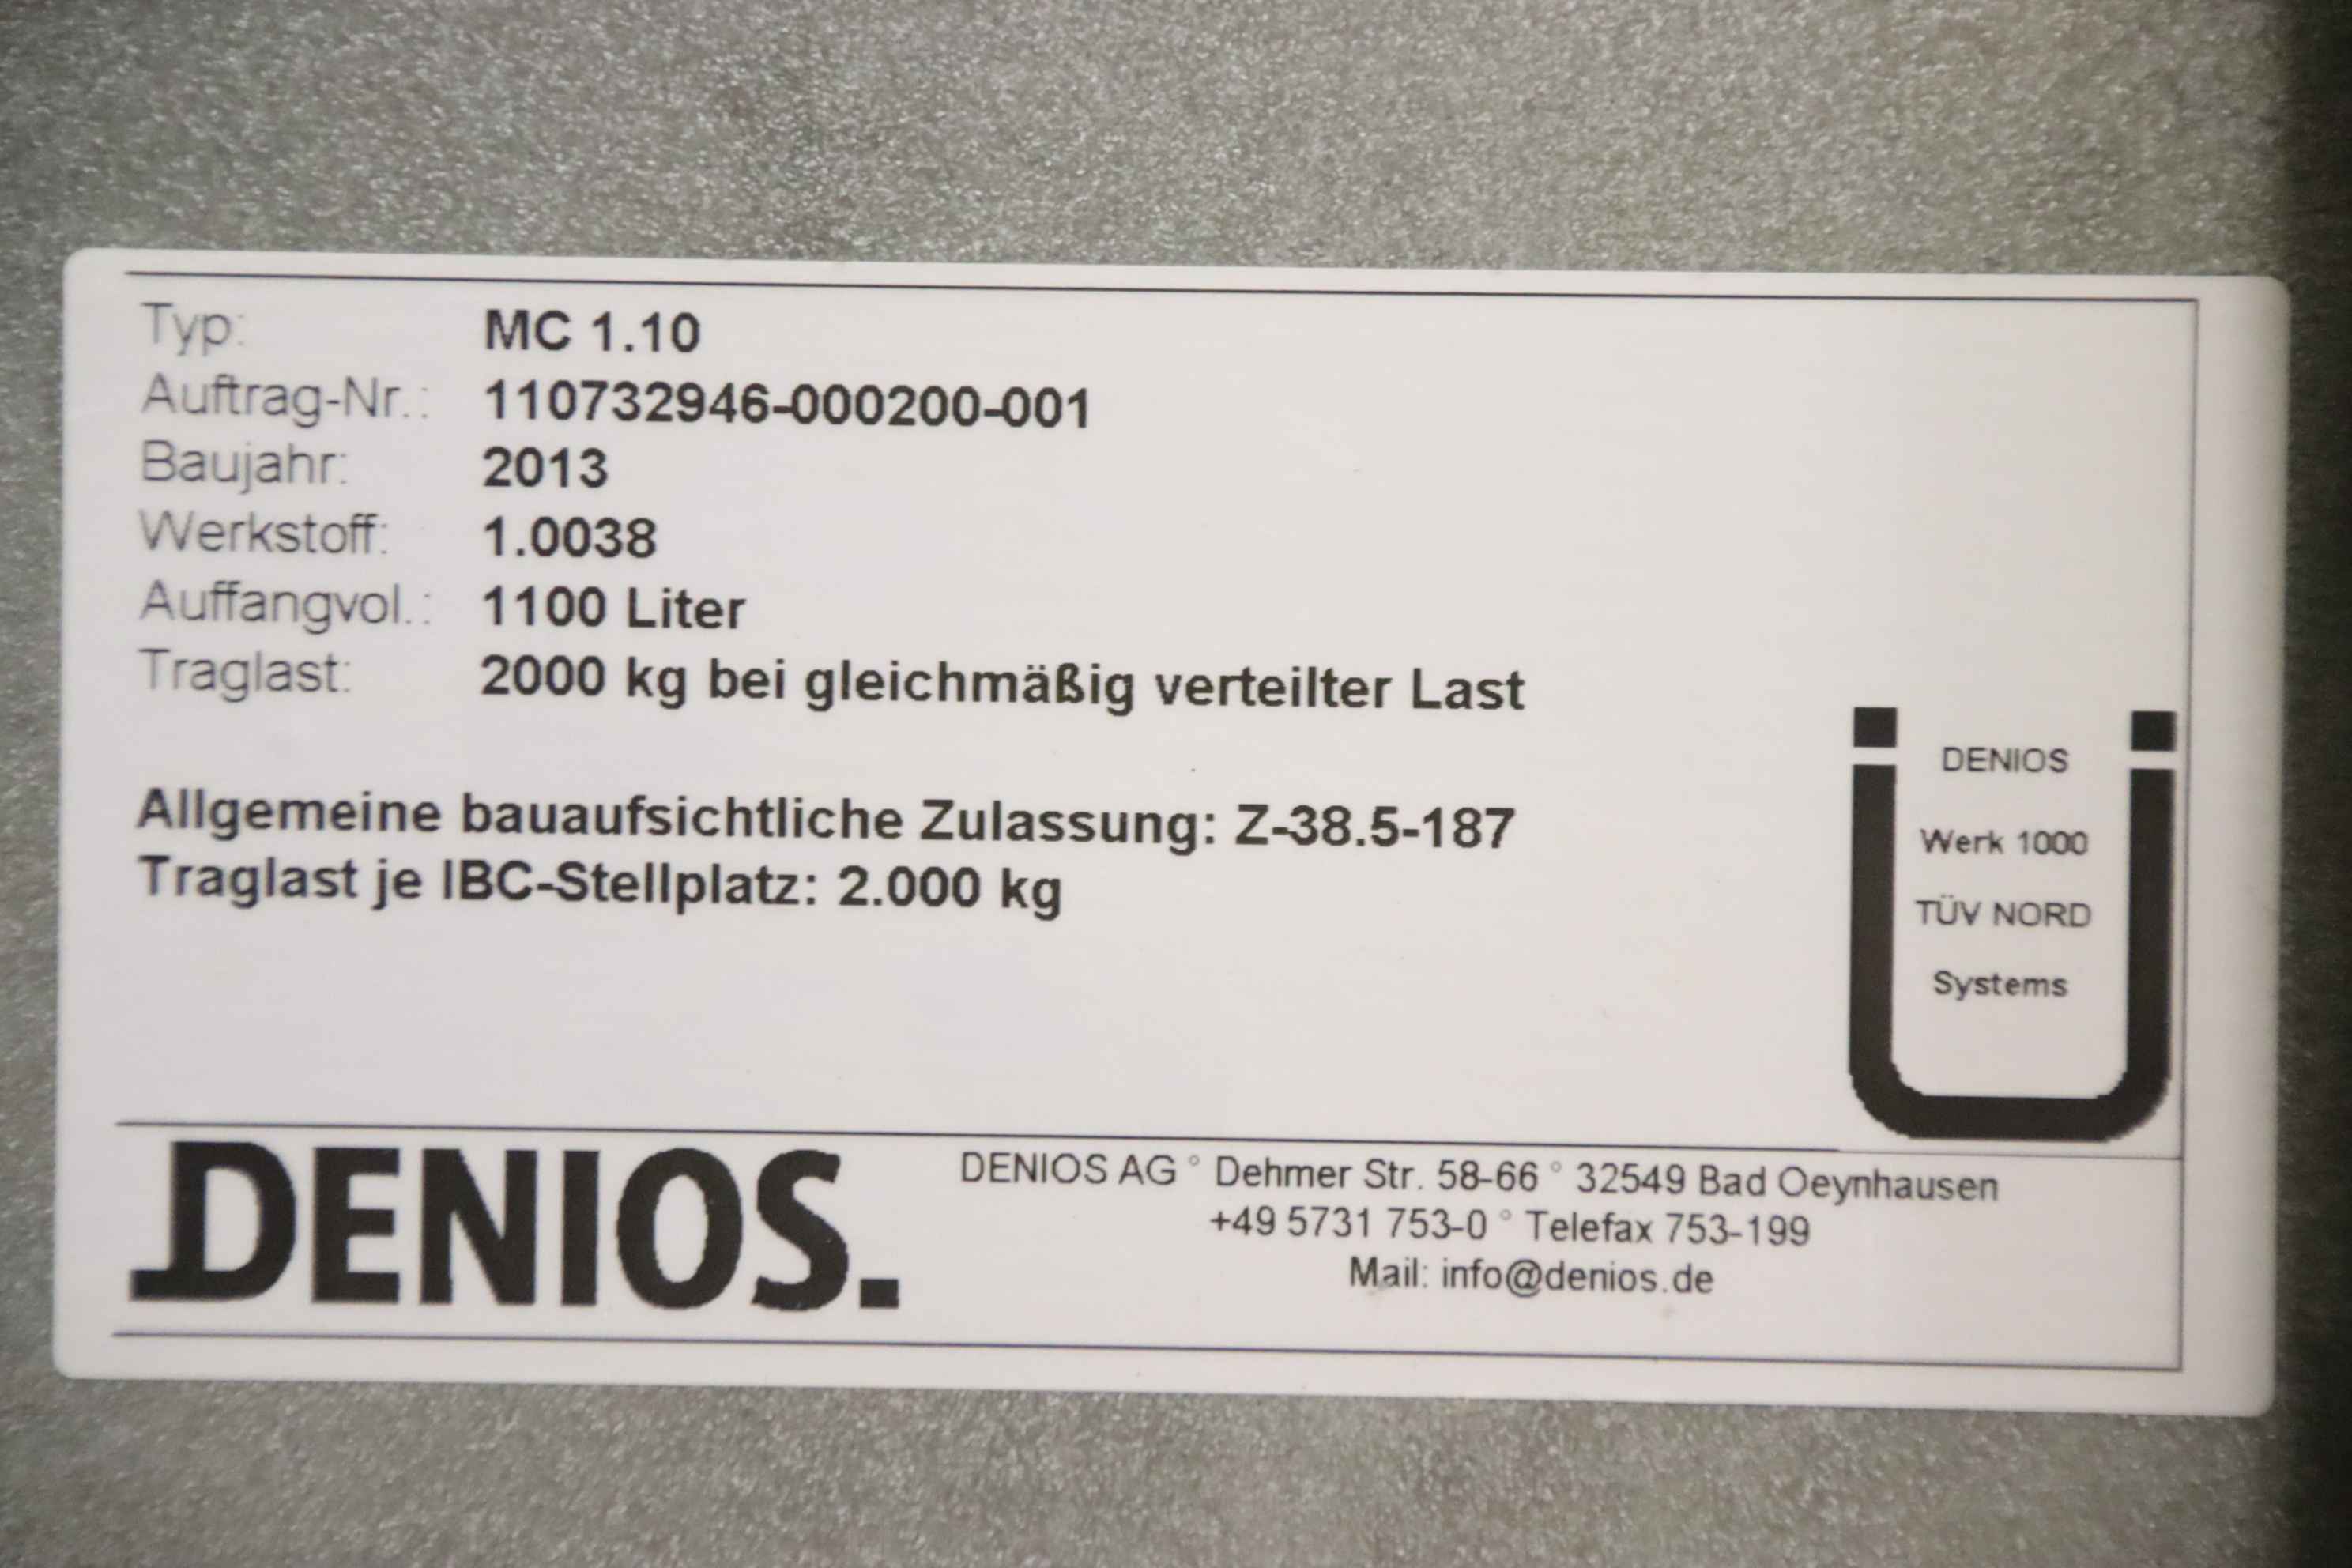 Typ: MC 1.10
Auftrag-Nr.: 110732946-000200-001
Baujahr: 2013
Werkstoff: 1.0038
Auffangvol.: 1100 Liter
Traglast: 2000 kg bei gleichmäßig verteilter Last
Allgemeine bauaufsichtliche Zulassung: Z-38.5-187
Traglast je IBC-Stellplatz: 2.000 kg
Ü
DENIOS
Werk 1000
TÜV NORD
Systems
DENIOS.
DENIOS AG ° Dehmer Str. 58-66 ° 32549 Bad Oeynhausen
+49 5731 753-0 ° Telefax 753-199
Mail: info@denios.de